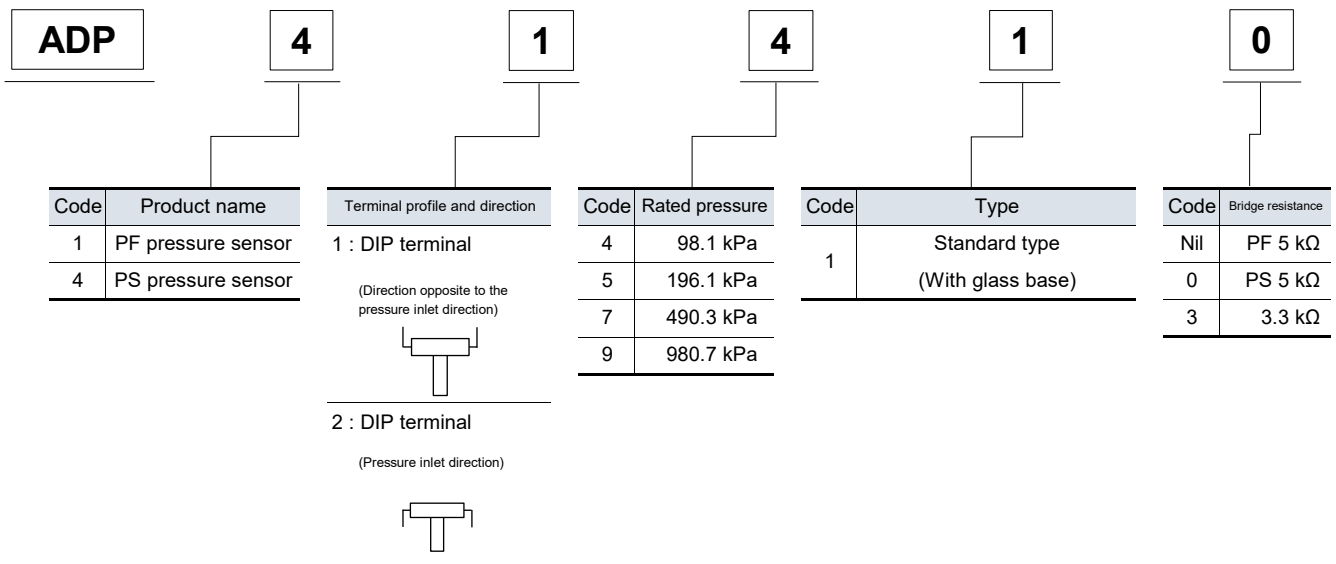 ADP 4 1 4 1 0
Code Product name
1 PF pressure sensor
4 PS pressure sensor
Terminal profile and direction
1 : DIP terminal
(Direction opposite to the
pressure inlet direction)
2 : DIP terminal
(Pressure inlet direction)
Code Rated pressure
4 98.1 kPa
5 196.1 kPa
7 490.3 kPa
9 980.7 kPa
Code Type
1 Standard type
(With glass base)
Code Bridge resistance
Nil PF 5 kΩ
0 PS 5 kΩ
3 3.3 kΩ